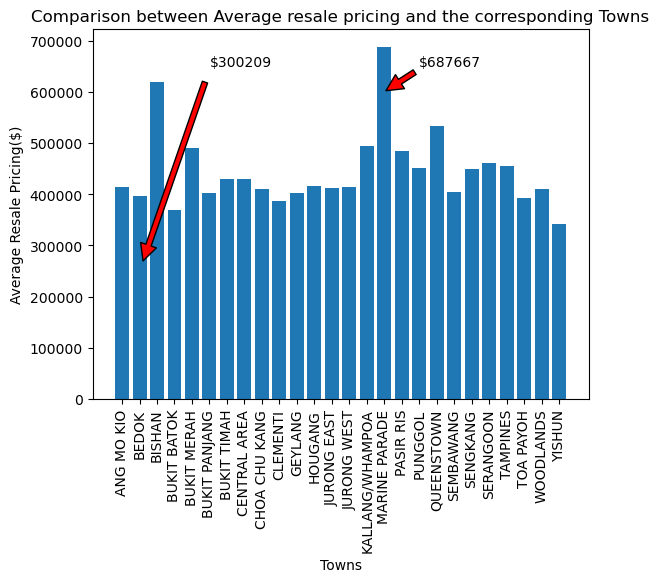 Comparison between Average resale pricing and the corresponding Towns
Average Resale Pricing($)
700000
600000
500000
400000
300000
200000
100000
0
$300209
$687667
ANG MO KIO
BEDOK
BISHAN
BUKIT BATOK
BUKIT MERAH
BUKIT PANJANG
BUKIT TIMAH
CENTRAL AREA
CHOA CHU KANG
CLEMENTI
GEYLANG
HOUGANG
JURONG EAST
JURONG WEST
KALLANG/WHAMPOA
MARINE PARADE
PASIR RIS
PUNGGOL
QUEENSTOWN
SEMBAWANG
SENGKANG
SERANGOON
TAMPINES
TOA PAYOH
WOODLANDS
YISHUN
Towns